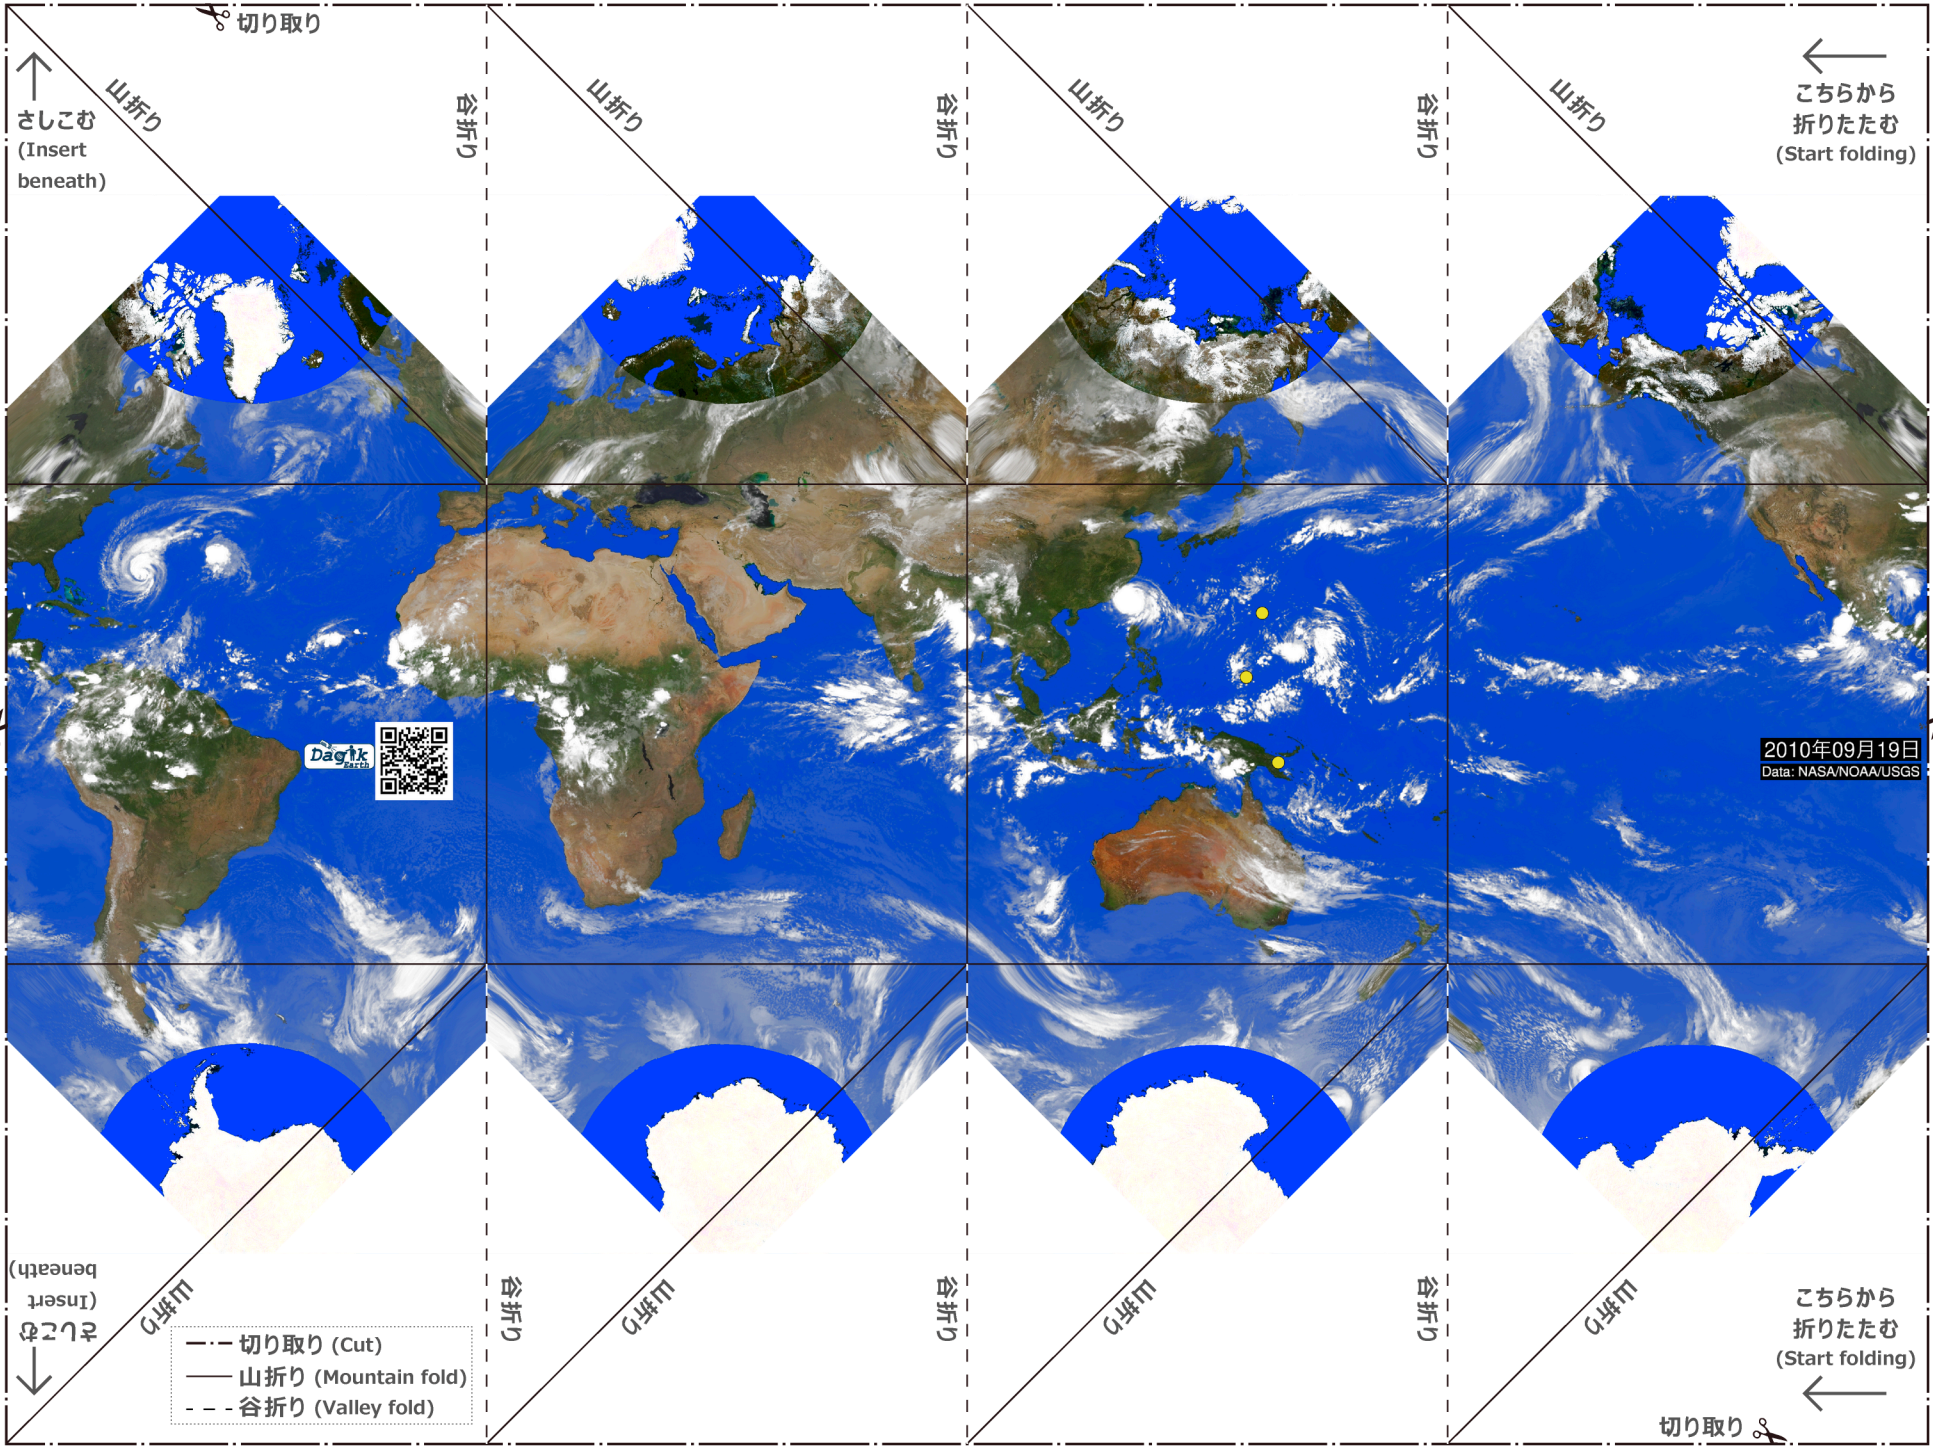 切り取り
さしこむ
(Insert
beneath)
山折り
谷折り
山折り
谷折り
山折り
谷折り
山折り
こちらから
折りたたむ
(Start folding)
Dagik
Earth
2010年09月19日
Data: NASA/NOAA/USGS
さしこむ
(Insert
beneath)
山折り
谷折り
山折り
谷折り
山折り
谷折り
山折り
こちらから
折りたたむ
(Start folding)
切り取り (Cut)
山折り (Mountain fold)
谷折り (Valley fold)
切り取り